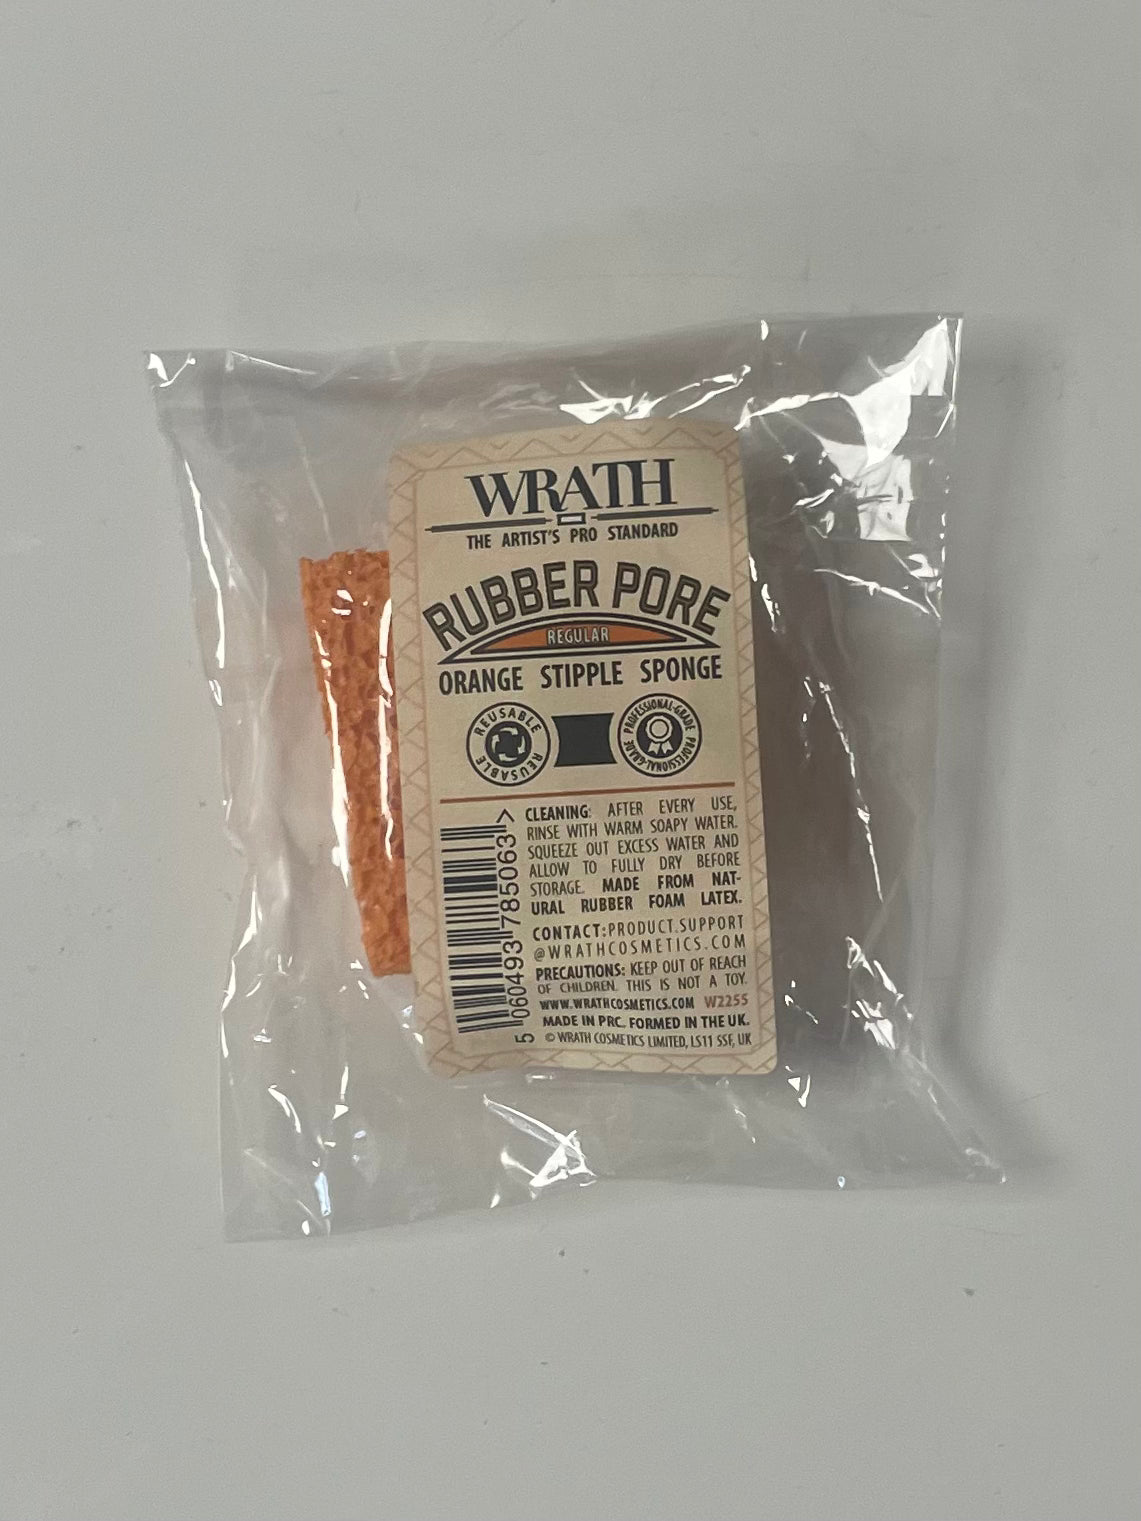 WRATH
THE ARTIST'S PRO STANDARD
RUBBER PORE
REGULAR
ORANGE STIPPLE SPONGE
REUSABLE REUSABLE
PROFESSIONAL-GRADE PROFESSIONAL-GRADE
CLEANING: AFTER EVERY USE,
RINSE WITH WARM SOAPY WATER.
SQUEEZE OUT EXCESS WATER AND
ALLOW TO FULLY DRY BEFORE
STORAGE. MADE FROM NAT-
URAL RUBBER FOAM LATEX.
CONTACT:PRODUCT.SUPPORT
@WRATHCOSMETICS.COM
PRECAUTIONS: KEEP OUT OF REACH
OF CHILDREN. THIS IS NOT A TOY.
WWW.WRATHCOSMETICS.COM W2255
MADE IN PRC. FORMED IN THE UK.
© WRATH COSMETICS LIMITED, LS11 5SF, UK
5 060493 785063 >